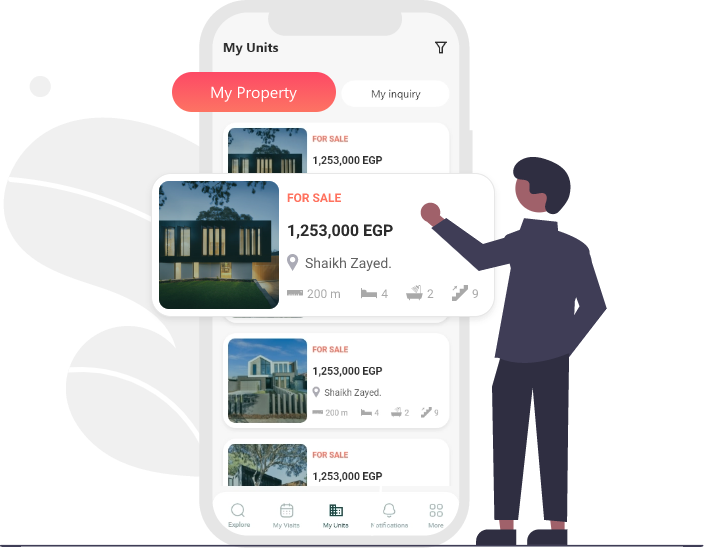 My Units
My Property
My inquiry
FOR SALE
1,253,000 EGP
FOR SALE
1,253,000 EGP
Shaikh Zayed.
200 m 4 2 9
FOR SALE
1,253,000 EGP
Shaikh Zayed.
200 m 4 2 9
FOR SALE
1,253,000 EGP
Explore My Visits My Units Notifications More